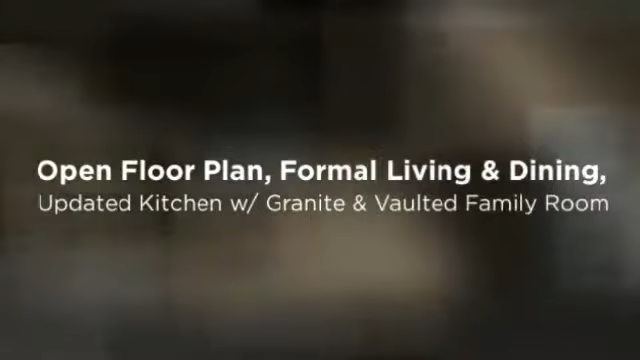 Open Floor Plan, Formal Living & Dining,
Updated Kitchen w/ Granite & Vaulted Family Room